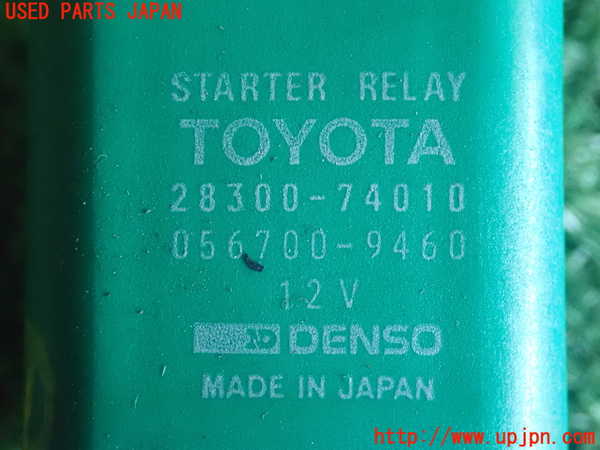 USED PARTS JAPAN
STARTER RELAY
TOYOTA
28300-74010
056700-9460
12V
DENSO
MADE IN JAPAN
http://www.upjpn.com/